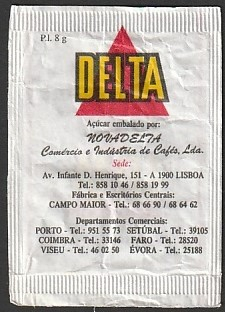 P.I. 8 g
DELTA
Açúcar embalado por:
NOVADELTA
Comércio e Indústria de Cafés, Lda.
Sede:
Av. Infante D. Henrique, 151 - A 1900 LISBOA
Tel.: 858 10 46 / 858 19 99
Fábrica e Escritórios Centrais:
CAMPO MAIOR - Tel.: 68 66 90 / 68 64 62
Departamentos Comerciais:
PORTO - Tel.: 951 55 73 SETÚBAL - Tel.: 39105
COIMBRA - Tel.: 33146 FARO - Tel.: 28520
VISEU - Tel.: 46 02 50 ÉVORA - Tel.: 25188